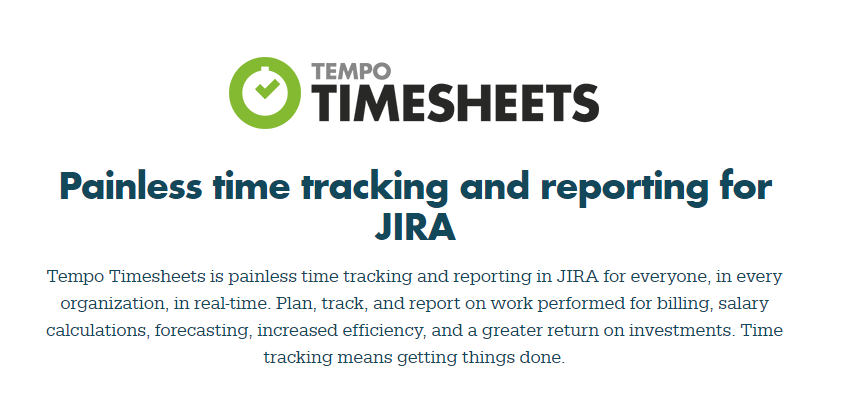 TEMPO
TIMESHEETS
Painless time tracking and reporting for
JIRA
Tempo Timesheets is painless time tracking and reporting in JIRA for everyone, in every
organization, in real-time. Plan, track, and report on work performed for billing, salary
calculations, forecasting, increased efficiency, and a greater return on investments. Time
tracking means getting things done.